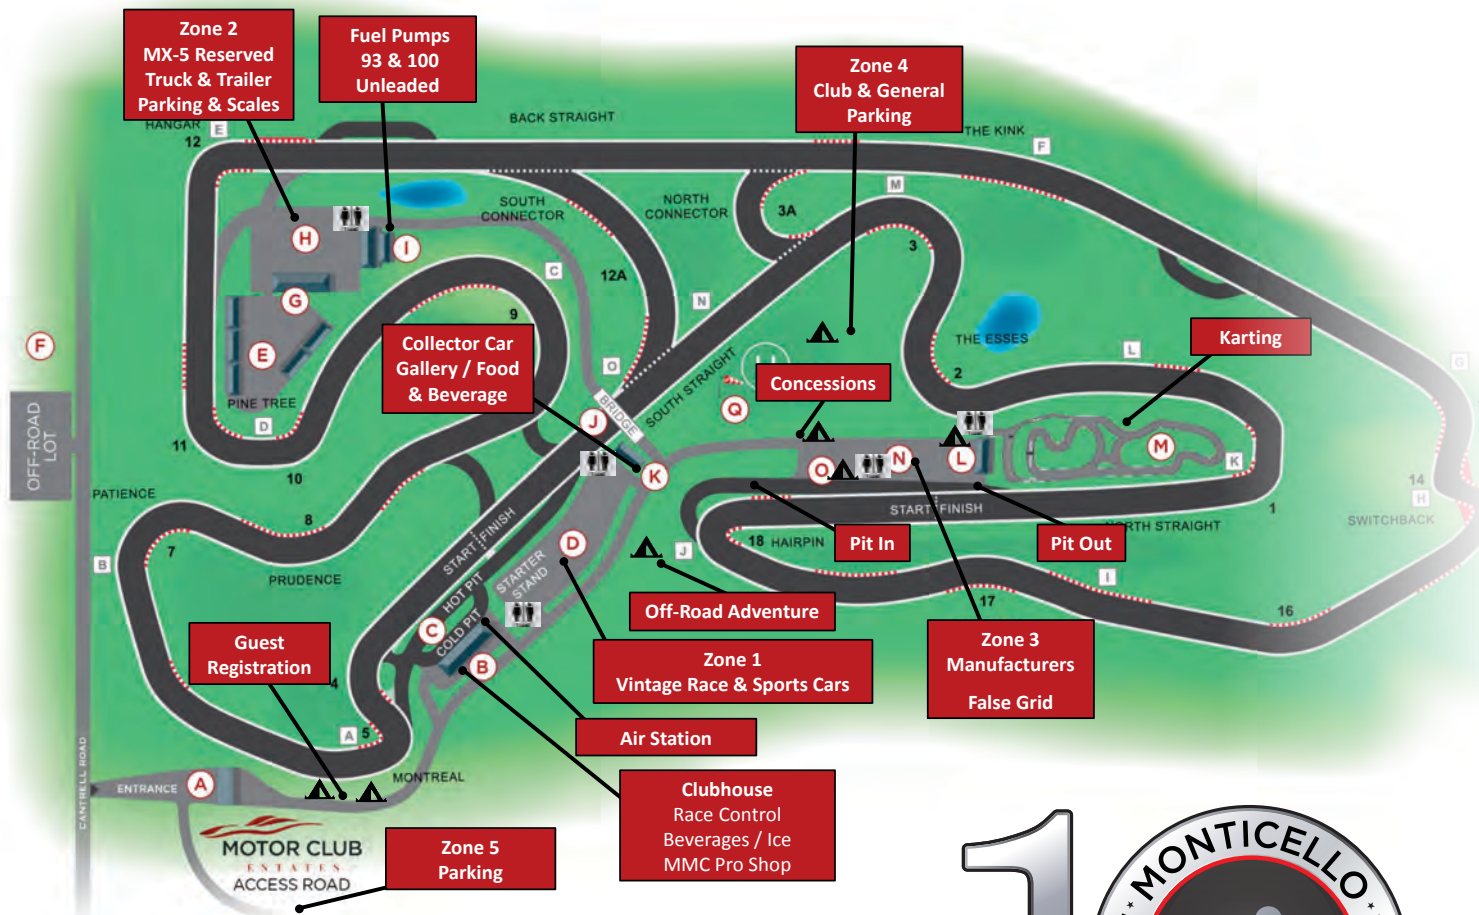 Zone 2
MX-5 Reserved
Truck & Trailer
Parking & Scales
Fuel Pumps
93 & 100
Unleaded
Zone 4
Club & General
Parking
HANGAR
E
12
BACK STRAIGHT
THE KINK
F
M
SOUTH
CONNECTOR
NORTH
CONNECTOR
3A
3
H
I
C
12A
N
G
9
E
F
Collector Car
Gallery / Food
& Beverage
THE ESSES
Karting
L
G
O
SOUTH STRAIGHT
Concessions
2
PINE TREE
D
Q
BRIDGE
J
OFF-ROAD
LOT
11
10
K
O
N
L
M
K
14
H
SWITCHBACK
PATIENCE
8
7
START
FINISH
1
START
FINISH
NORTH STRAIGHT
18
HAIRPIN
Pit In
Pit Out
B
PRUDENCE
D
J
I
STARTER
STAND
HOT PIT
COLD PIT
17
16
Off-Road Adventure
C
B
Guest
Registration
Zone 1
Vintage Race & Sports Cars
Zone 3
Manufacturers
False Grid
4
A
5
Air Station
MONTREAL
CANTRELL ROAD
ENTRANCE
A
Clubhouse
Race Control
Beverages / Ice
MMC Pro Shop
MOTOR CLUB
ESTATES
ACCESS ROAD
Zone 5
Parking
1
MONTICELLO